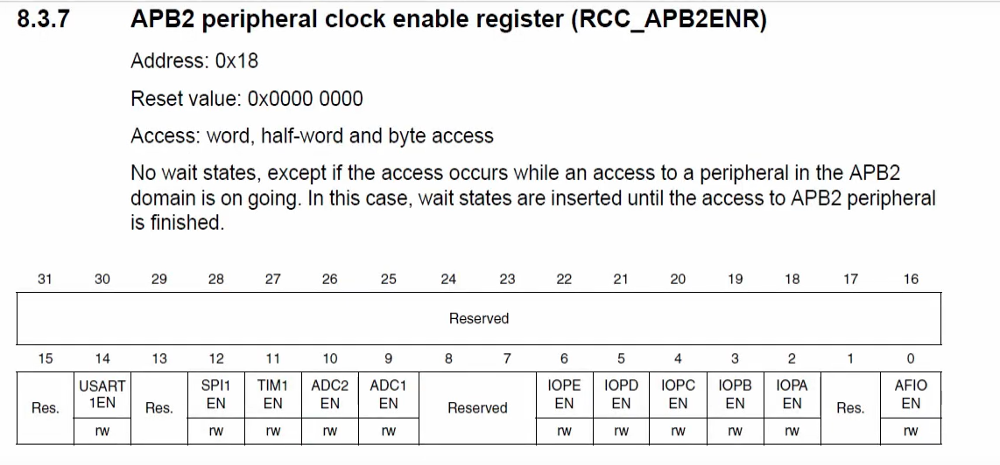 8.3.7 APB2 peripheral clock enable register (RCC_APB2ENR)
Address: 0x18
Reset value: 0x0000 0000
Access: word, half-word and byte access
No wait states, except if the access occurs while an access to a peripheral in the APB2
domain is on going. In this case, wait states are inserted until the access to APB2 peripheral
is finished.
31 30 29 28 27 26 25 24 23 22 21 20 19 18 17 16
Reserved
15 14 13 12 11 10 9 8 7 6 5 4 3 2 1 0
USART SPI1 TIM1 ADC2 ADC1 IOPE IOPD IOPC IOPB IOPA AFIO
Res. 1EN Res. EN EN EN EN Reserved EN EN EN EN EN Res. EN
rw rw rw rw rw rw rw rw rw rw rw